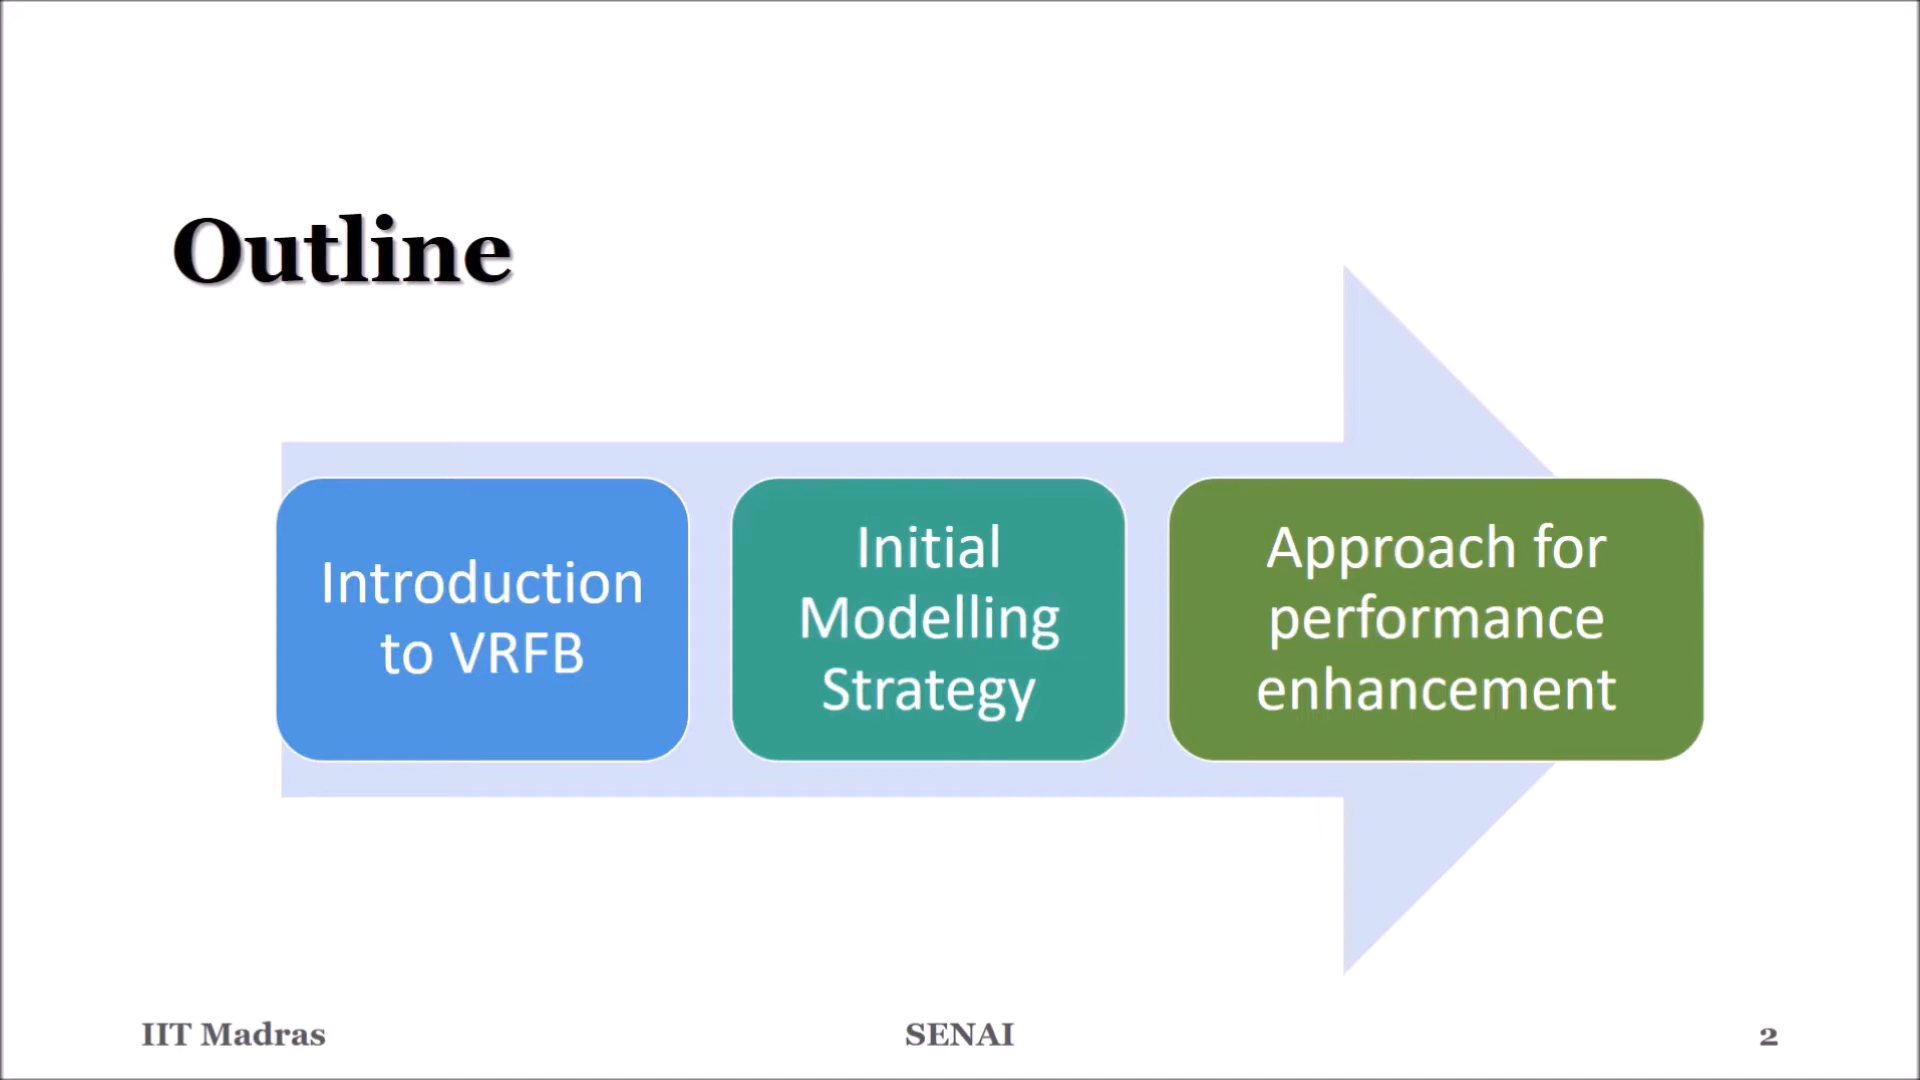 Outline
Introduction
to VRFB
Initial
Modelling
Strategy
Approach for
performance
enhancement
IIT Madras
SENAI
2